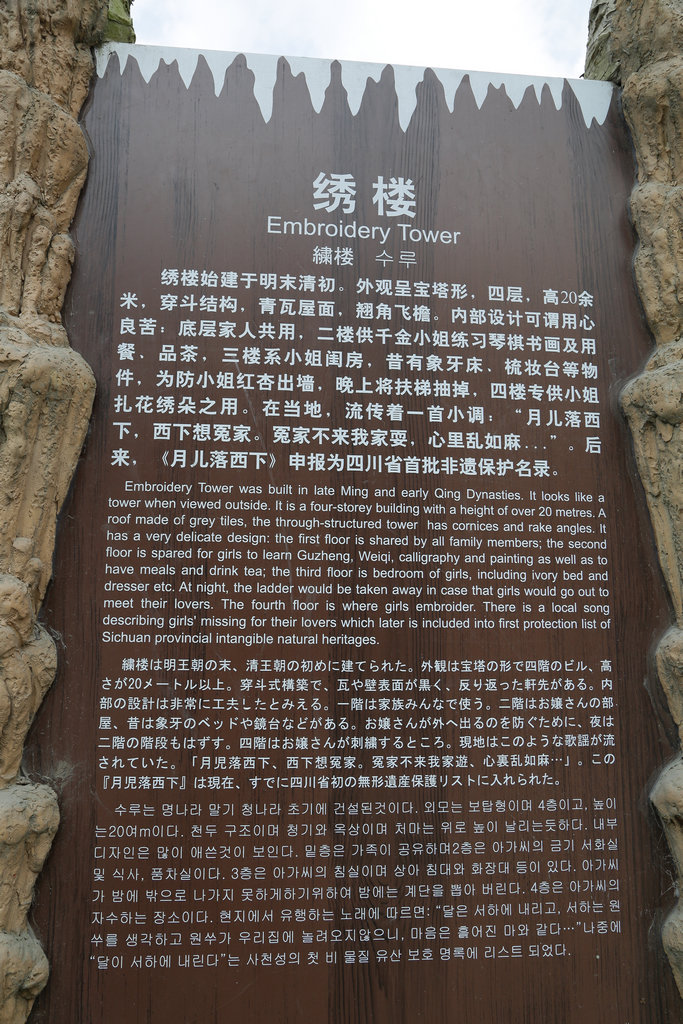 绣楼
Embroidery Tower
繍楼 수루
绣楼始建于明末清初。外观呈宝塔形，四层，高20余
米，穿斗结构，青瓦屋面，翘角飞檐。内部设计可谓用心
良苦：底层家人共用，二楼供千金小姐练习琴棋书画及用
餐、品茶，三楼系小姐闺房，昔有象牙床、梳妆台等物
件，为防小姐红杏出墙，晚上将扶梯抽掉，四楼专供小姐
扎花绣朵之用。在当地，流传着一首小调：“月儿落西
下，西下想冤家。冤家不来我家耍，心里乱如麻...”。后
来，《月儿落西下》申报为四川省首批非遗保护名录。
Embroidery Tower was built in late Ming and early Qing Dynasties. It looks like a
tower when viewed outside. It is a four-storey building with a height of over 20 metres. A
roof made of grey tiles, the through-structured tower has cornices and rake angles. It
has a very delicate design: the first floor is shared by all family members; the second
floor is spared for girls to learn Guzheng, Weiqi, calligraphy and painting as well as to
have meals and drink tea; the third floor is bedroom of girls, including ivory bed and
dresser etc. At night, the ladder would be taken away in case that girls would go out to
meet their lovers. The fourth floor is where girls embroider. There is a local song
describing girls' missing for their lovers which later is included into first protection list of
Sichuan provincial intangible natural heritages.
繍楼は明王朝の末、清王朝の初めに建てられた。外観は宝塔の形で四階のビル、高
さが20メートル以上。穿斗式構築で、瓦や壁表面が黒く、反り返った軒先がある。内
部の設計は非常に工夫したとみえる。一階は家族みんなで使う。二階はお嬢さんの部
屋、昔は象牙のベッドや鏡台などがある。お嬢さんが外へ出るのを防ぐために、夜は
二階の階段もはずす。四階はお嬢さんが刺繍するところ。現地はこのような歌謡が流
されていた。「月児落西下、西下想冤家。冤家不来我家遊、心裏乱如麻…」。この
『月児落西下』は現在、すでに四川省初の無形遺産保護リストに入れられた。
수루는 명나라 말기 청나라 초기에 건설된것이다. 외모는 보탑형이며 4층이고, 높이
는20여m이다. 천두 구조이며 청기와 옥상이며 처마는 위로 높이 날리는듯하다. 내부
디자인은 많이 애쓴것이 보인다. 밑층은 가족이 공유하며2층은 아가씨의 금기 서화실
및 식사, 품차실이다. 3층은 아가씨의 침실이며 상아 침대와 화장대 등이 있다. 아가씨
가 밤에 밖으로 나가지 못하게하기위하여 밤에는 계단을 뽑아 버린다. 4층은 아가씨의
자수하는 장소이다. 현지에서 유행하는 노래에 따르면: “달은 서하에 내리고, 서하는 원
쑤를 생각하고 원쑤가 우리집에 놀려오지않으니, 마음은 흝어진 마와 같다…”나중에
“달이 서하에 내린다”는 사천성의 첫 비 물질 유산 보호 명록에 리스트 되었다.